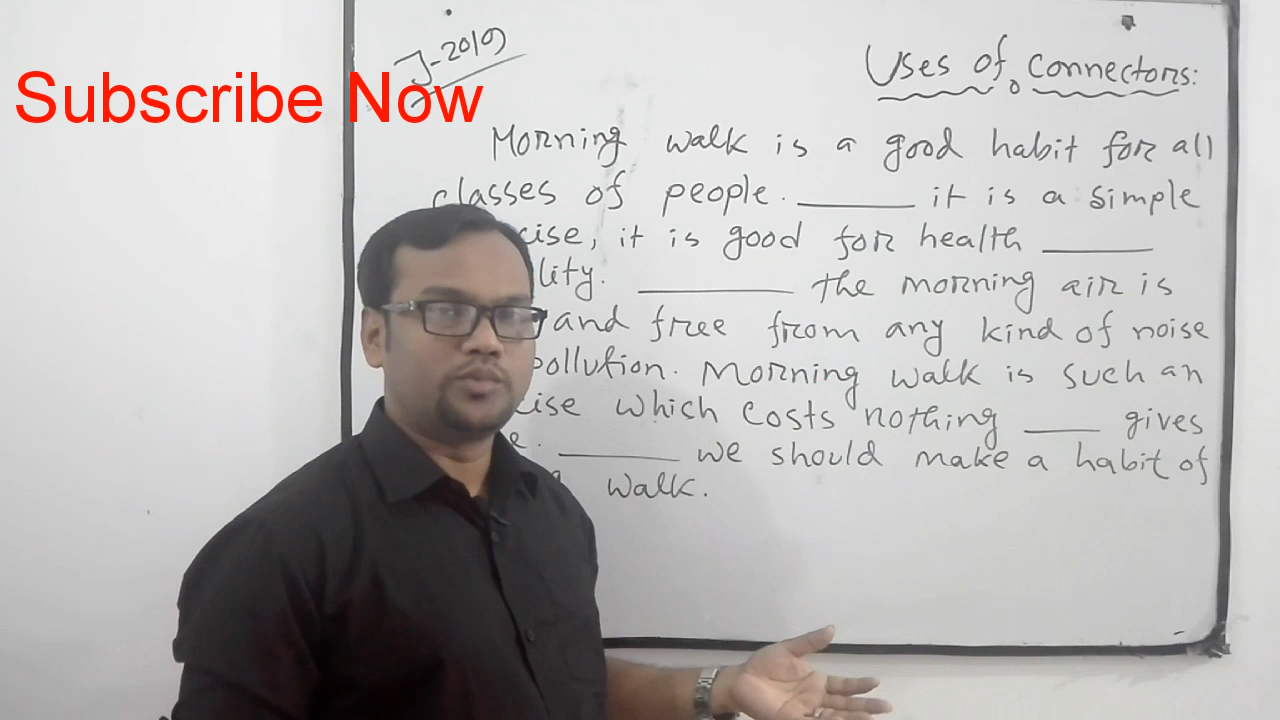 J-2019
Subscribe Now
Uses of connectors:
Morning walk is a good habit for all
classes of people. ______ it is a simple
cise, it is good for health ______
lity. ______ the morning air is
and free from any kind of noise
pollution. Morning walk is such an
cise which costs nothing ____ gives
e. ______ we should make a habit of
walk.